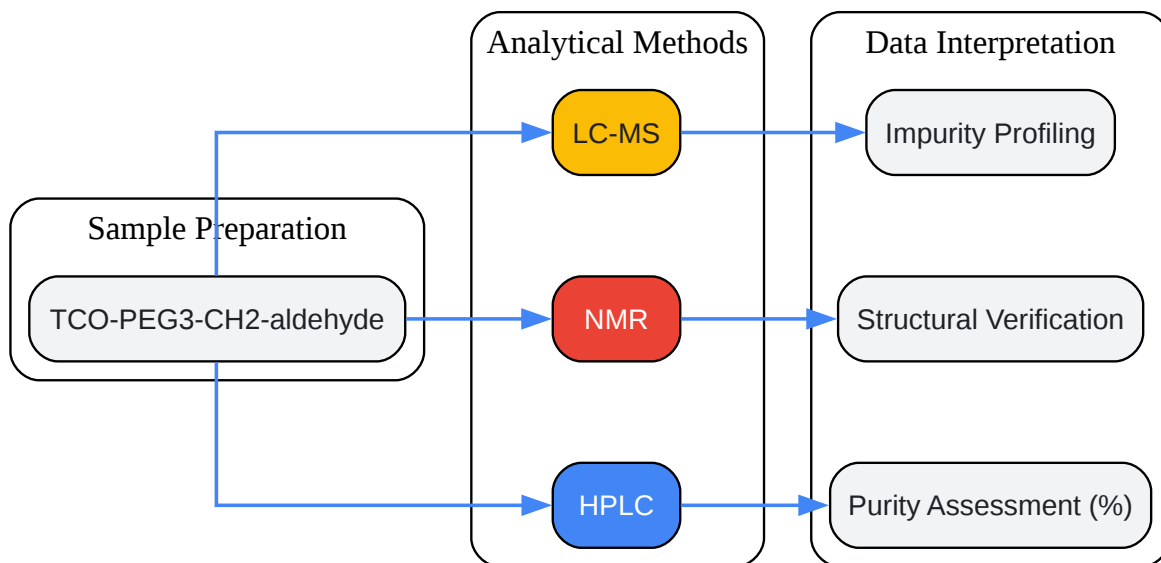 Analytical Methods
Data Interpretation
LC-MS
Impurity Profiling
Sample Preparation
TCO-PEG3-CH2-aldehyde
NMR
Structural Verification
HPLC
Purity Assessment (%)